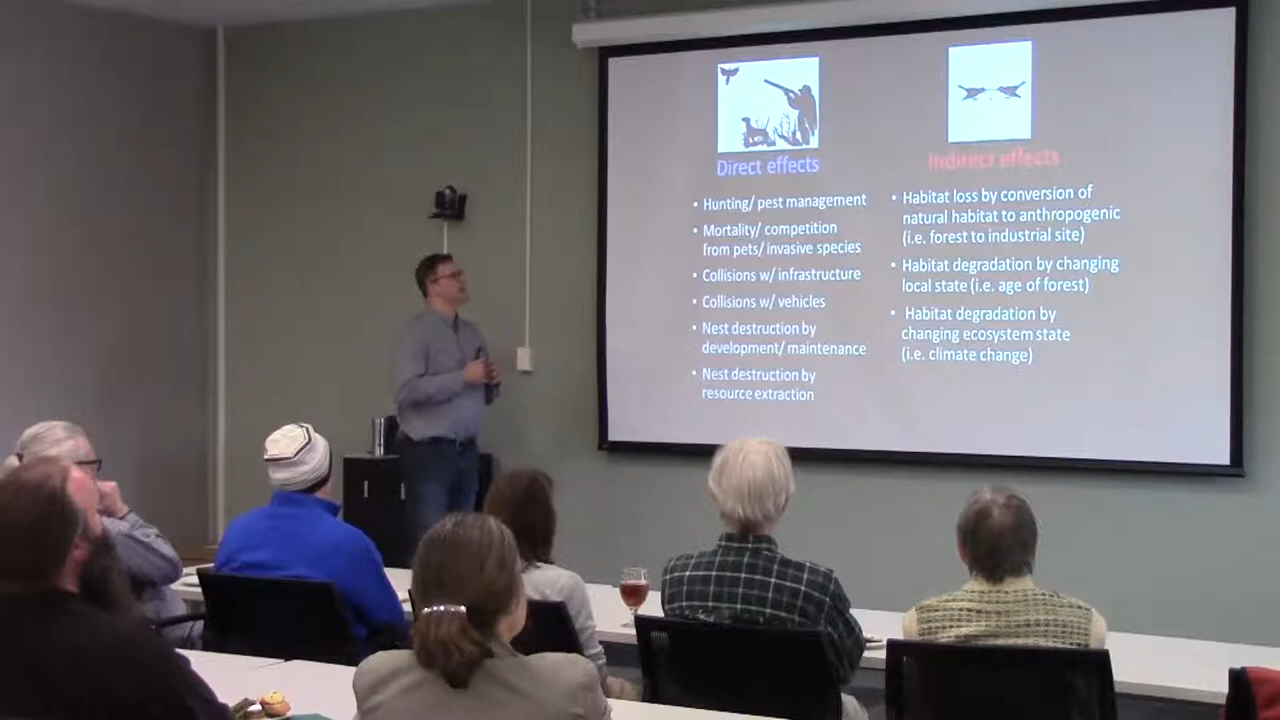 Direct effects
• Hunting/ pest management
• Mortality/ competition
from pets/ invasive species
• Collisions w/ infrastructure
• Collisions w/ vehicles
• Nest destruction by
development/ maintenance
• Nest destruction by
resource extraction
Indirect effects
• Habitat loss by conversion of
natural habitat to anthropogenic
(i.e. forest to industrial site)
• Habitat degradation by changing
local state (i.e. age of forest)
• Habitat degradation by
changing ecosystem state
(i.e. climate change)